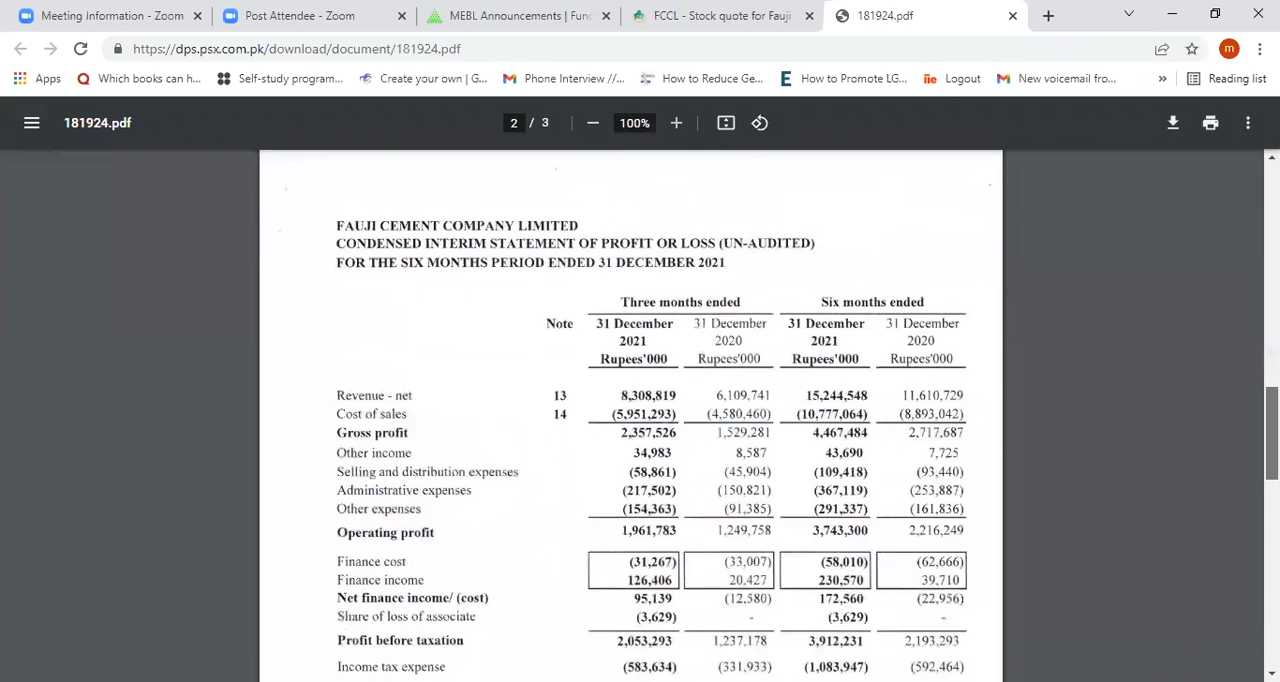 Meeting Information - Zoom
Post Attendee - Zoom
MEBL Announcements | Func
FCCL - Stock quote for Fauji
181924.pdf
https://dps.psx.com.pk/download/document/181924.pdf
m
Apps
Which books can h...
Self-study program...
Create your own | G...
Phone Interview //...
How to Reduce Ge...
E How to Promote LG...
iie Logout
New voicemail fro...
»
Reading list
181924.pdf
2 / 3
100%
FAUJI CEMENT COMPANY LIMITED
CONDENSED INTERIM STATEMENT OF PROFIT OR LOSS (UN-AUDITED)
FOR THE SIX MONTHS PERIOD ENDED 31 DECEMBER 2021
Three months ended Six months ended
Note 31 December 31 December 31 December 31 December
2021 2020 2021 2020
Rupees'000 Rupees'000 Rupees'000 Rupees'000
Revenue - net 13 8,308,819 6,109,741 15,244,548 11,610,729
Cost of sales 14 (5,951,293) (4,580,460) (10,777,064) (8,893,042)
Gross profit 2,357,526 1,529,281 4,467,484 2,717,687
Other income 34,983 8,587 43,690 7,725
Selling and distribution expenses (58,861) (45,904) (109,418) (93,440)
Administrative expenses (217,502) (150,821) (367,119) (253,887)
Other expenses (154,363) (91,385) (291,337) (161,836)
Operating profit 1,961,783 1,249,758 3,743,300 2,216,249
Finance cost (31,267) (33,007) (58,010) (62,666)
Finance income 126,406 20,427 230,570 39,710
Net finance income/ (cost) 95,139 (12,580) 172,560 (22,956)
Share of loss of associate (3,629) - (3,629) -
Profit before taxation 2,053,293 1,237,178 3,912,231 2,193,293
Income tax expense (583,634) (331,933) (1,083,947) (592,464)